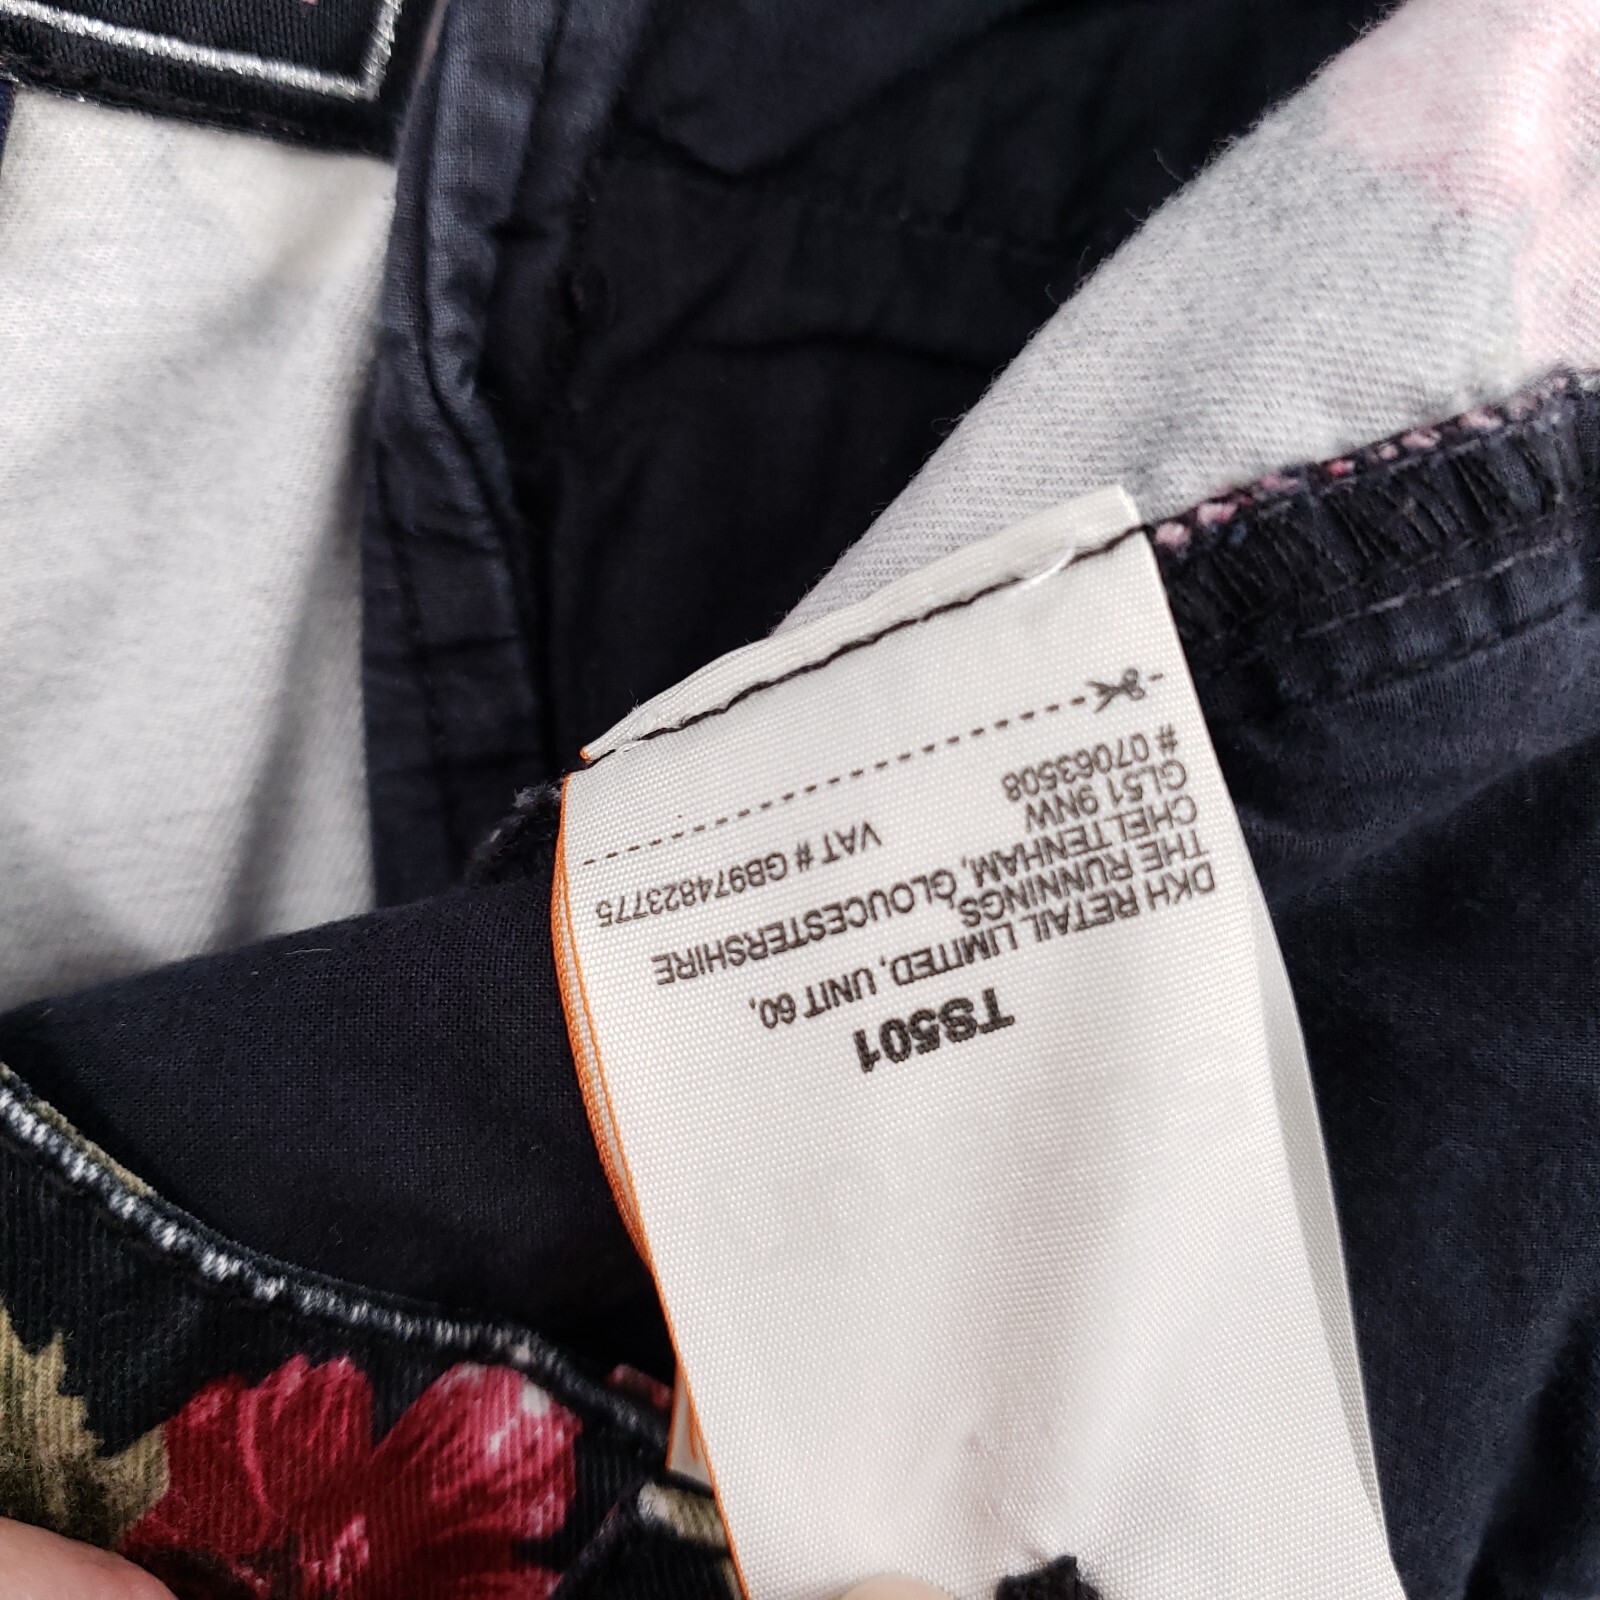 TS501
DKH RETAIL LIMITED, UNIT 60,
THE RUNNINGS,
CHELTENHAM, GLOUCESTERSHIRE
GL51 9NW
# 07063508
VAT # GB974823775